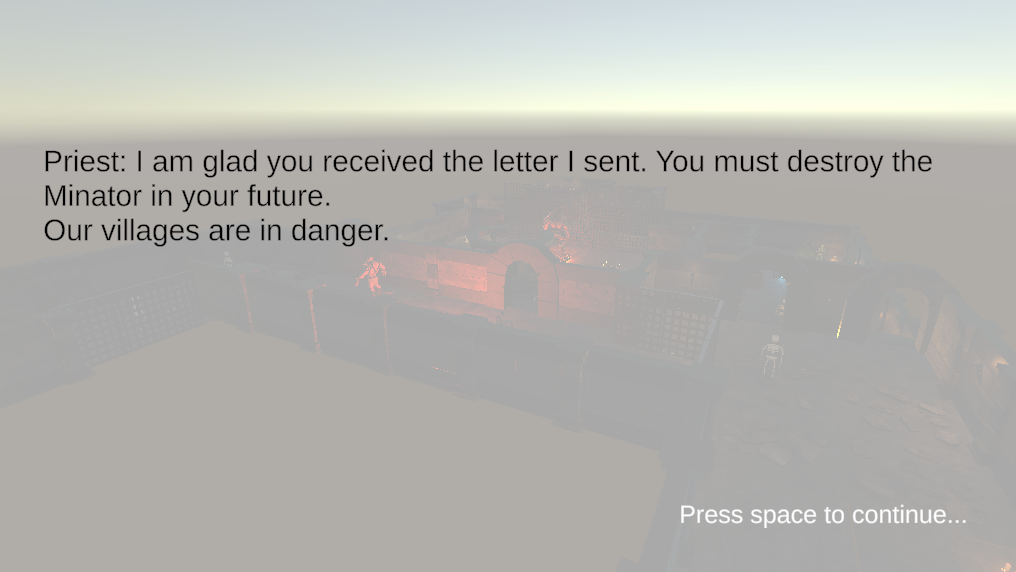 Priest: I am glad you received the letter I sent. You must destroy the
Minator in your future.
Our villages are in danger.
Press space to continue...